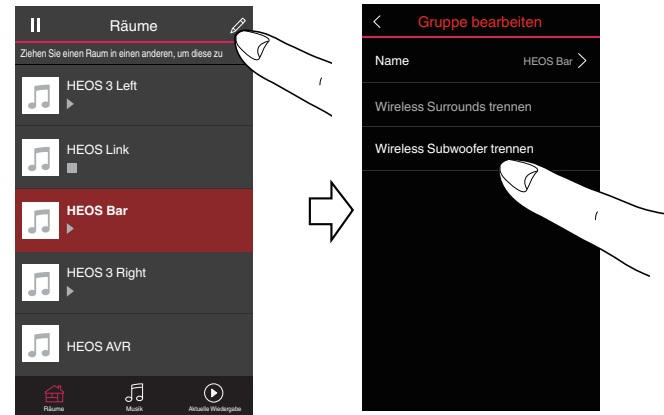 Räume
Ziehen Sie einen Raum in einen anderen, um diese zu
HEOS 3 Left
HEOS Link
HEOS Bar
HEOS 3 Right
HEOS AVR
Räume
Musik
Aktuelle Wiedergabe
Gruppe bearbeiten
Name
HEOS Bar
Wireless Surrounds trennen
Wireless Subwoofer trennen